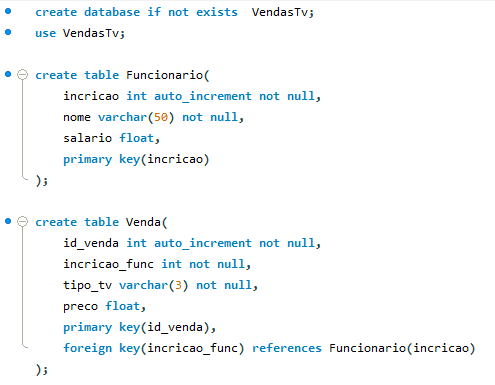 create database if not exists  VendasTv;
use VendasTv;
create table Funcionario(
incricao int auto_increment not null,
nome varchar(50) not null,
salario float,
primary key(incricao)
);
create table Venda(
id_venda int auto_increment not null,
incricao_func int not null,
tipo_tv varchar(3) not null,
preco float,
primary key(id_venda),
foreign key(incricao_func) references Funcionario(incricao)
);